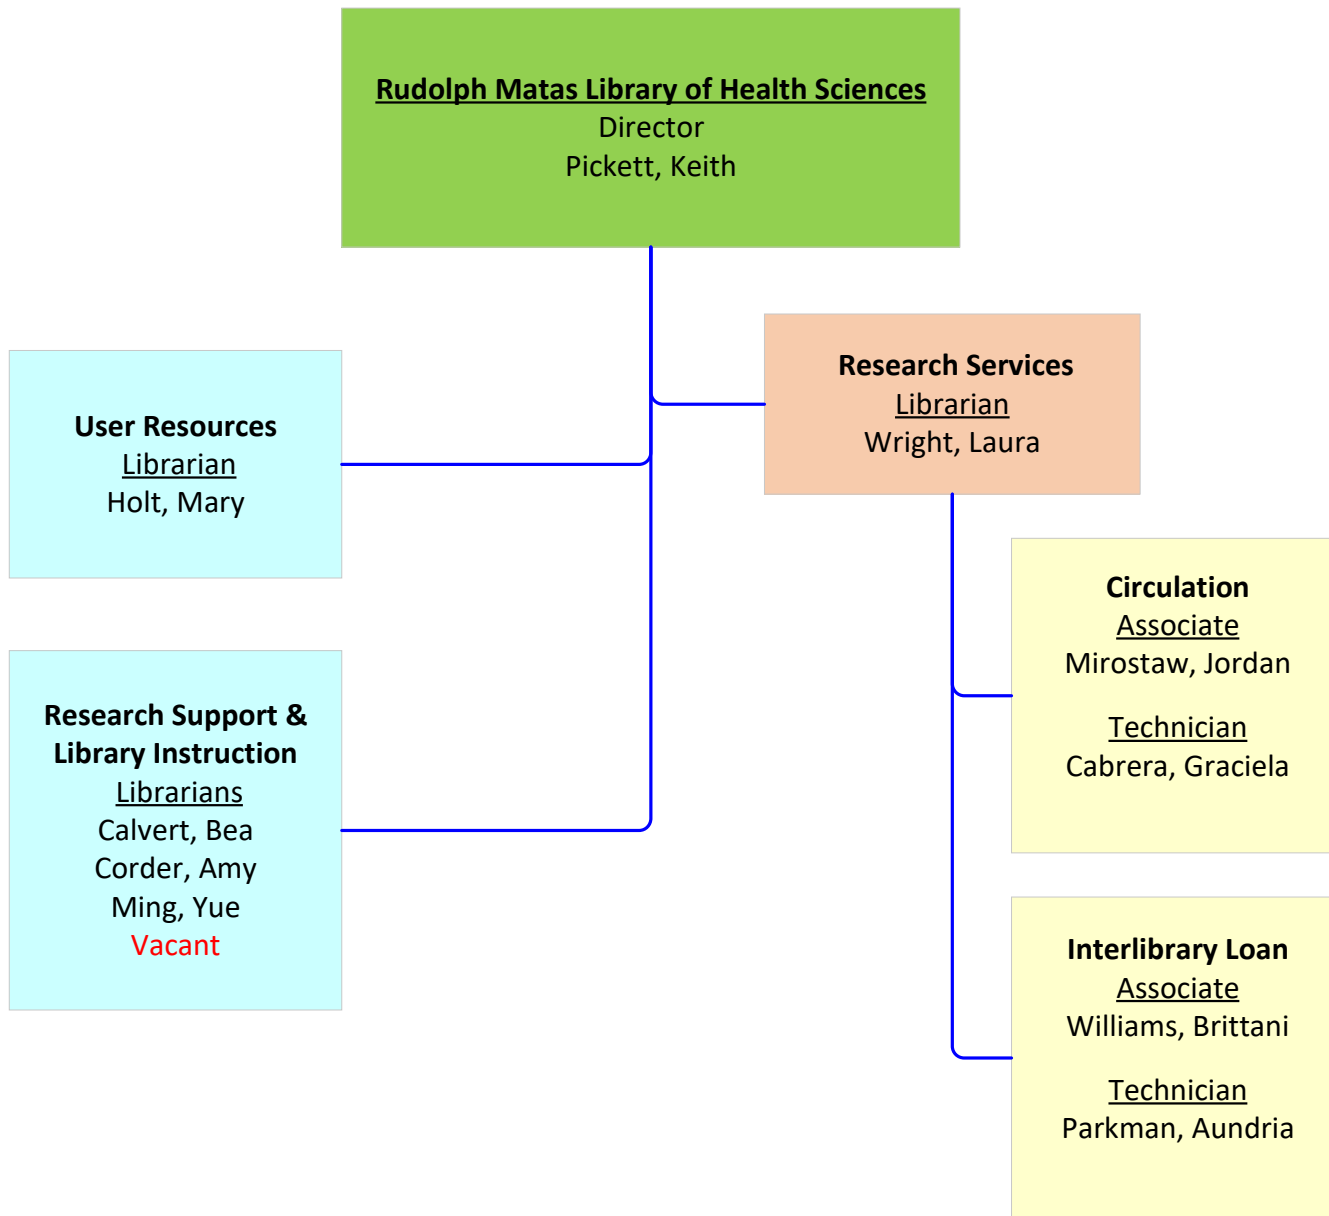 Rudolph Matas Library of Health Sciences
Director
Pickett, Keith
Research Services
Librarian
Wright, Laura
User Resources
Librarian
Holt, Mary
Circulation
Associate
Mirostaw, Jordan
Technician
Cabrera, Graciela
Research Support &
Library Instruction
Librarians
Calvert, Bea
Corder, Amy
Ming, Yue
Vacant
Interlibrary Loan
Associate
Williams, Brittani
Technician
Parkman, Aundria